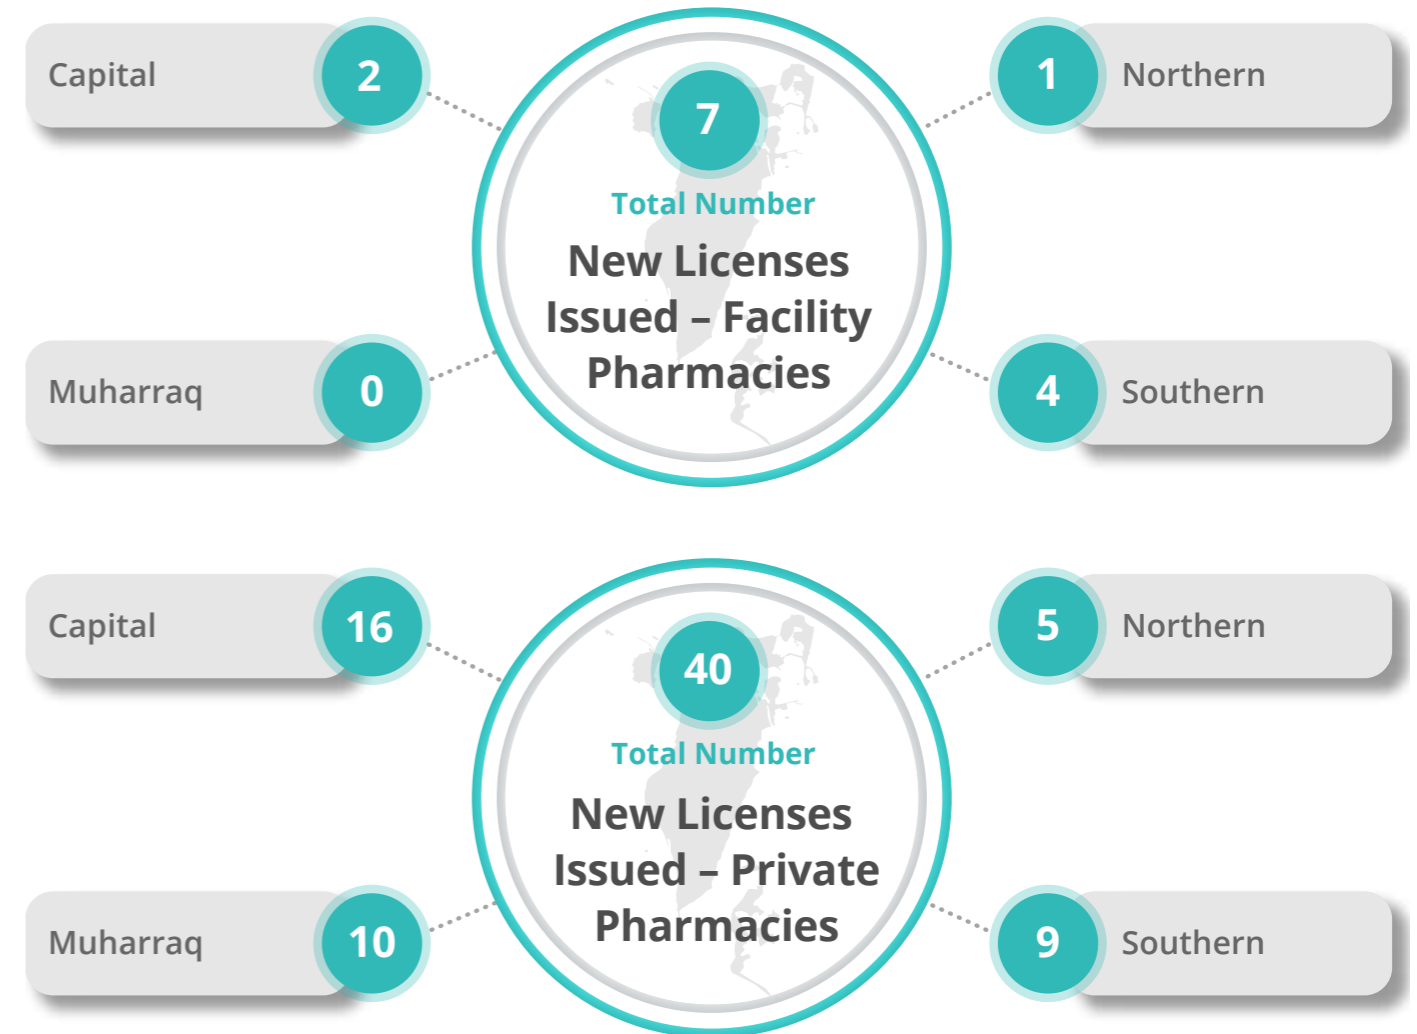 Capital
2
7
1
Northern
Total Number
New Licenses
Issued – Facility
Pharmacies
Muharraq
0
4
Southern
Capital
16
40
5
Northern
Total Number
New Licenses
Issued – Private
Pharmacies
Muharraq
10
9
Southern